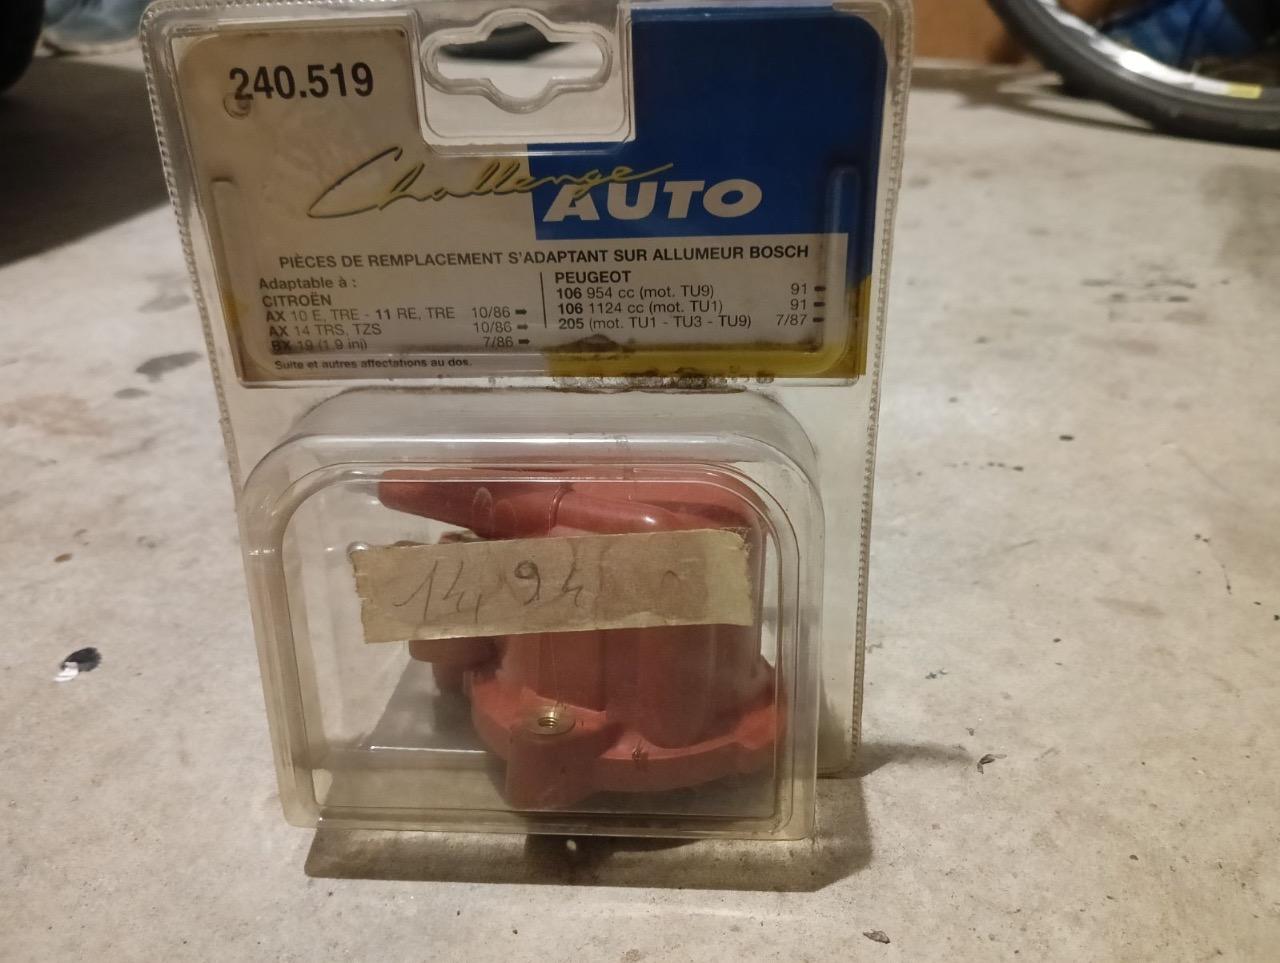 240.519
Challenge AUTO
PIÈCES DE REMPLACEMENT S'ADAPTANT SUR ALLUMEUR BOSCH
Adaptable à :
CITROËN
AX 10 E, TRE - 11 RE, TRE 10/86 ➡
AX 14 TRS, TZS 10/86 ➡
BX 19 (1.9 inj) 7/86 ➡
Suite et autres affectations au dos.
PEUGEOT
106 954 cc (mot. TU9) 91 ➡
106 1124 cc (mot. TU1) 91 ➡
205 (mot. TU1 - TU3 - TU9) 7/87 ➡
14 94